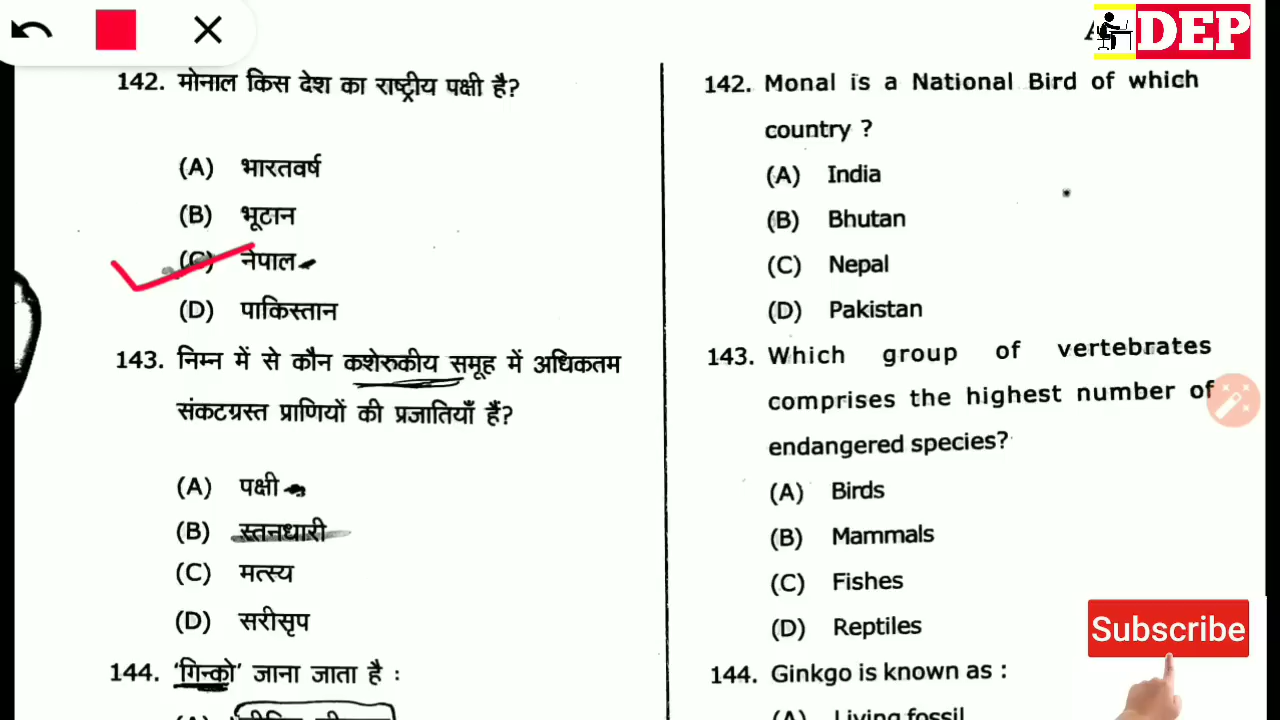 DEP
142. मोनाल किस देश का राष्ट्रीय पक्षी है?
(A) भारतवर्ष
(B) भूटान
(C) नेपाल
(D) पाकिस्तान
143. निम्न में से कौन कशेरुकीय समूह में अधिकतम
संकटग्रस्त प्राणियों की प्रजातियाँ हैं?
(A) पक्षी
(B) स्तनधारी
(C) मत्स्य
(D) सरीसृप
144. 'गिन्को' जाना जाता है :
(A)
142. Monal is a National Bird of which
country ?
(A) India
(B) Bhutan
(C) Nepal
(D) Pakistan
143. Which group of vertebrates
comprises the highest number of
endangered species?
(A) Birds
(B) Mammals
(C) Fishes
(D) Reptiles
144. Ginkgo is known as :
(A) Living fossil
Subscribe